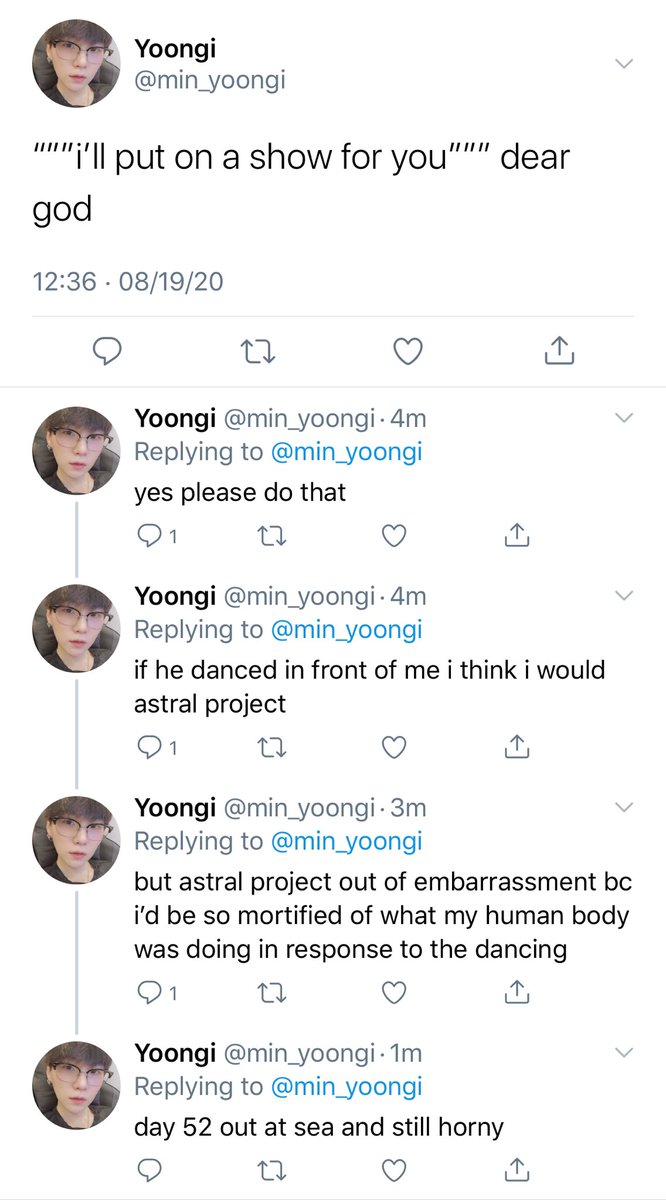 Yoongi
@min_yoongi
“““i’ll put on a show for you””” dear
god
12:36 · 08/19/20
Yoongi @min_yoongi · 4m
Replying to @min_yoongi
yes please do that
1
Yoongi @min_yoongi · 4m
Replying to @min_yoongi
if he danced in front of me i think i would
astral project
1
Yoongi @min_yoongi · 3m
Replying to @min_yoongi
but astral project out of embarrassment bc
i’d be so mortified of what my human body
was doing in response to the dancing
1
Yoongi @min_yoongi · 1m
Replying to @min_yoongi
day 52 out at sea and still horny